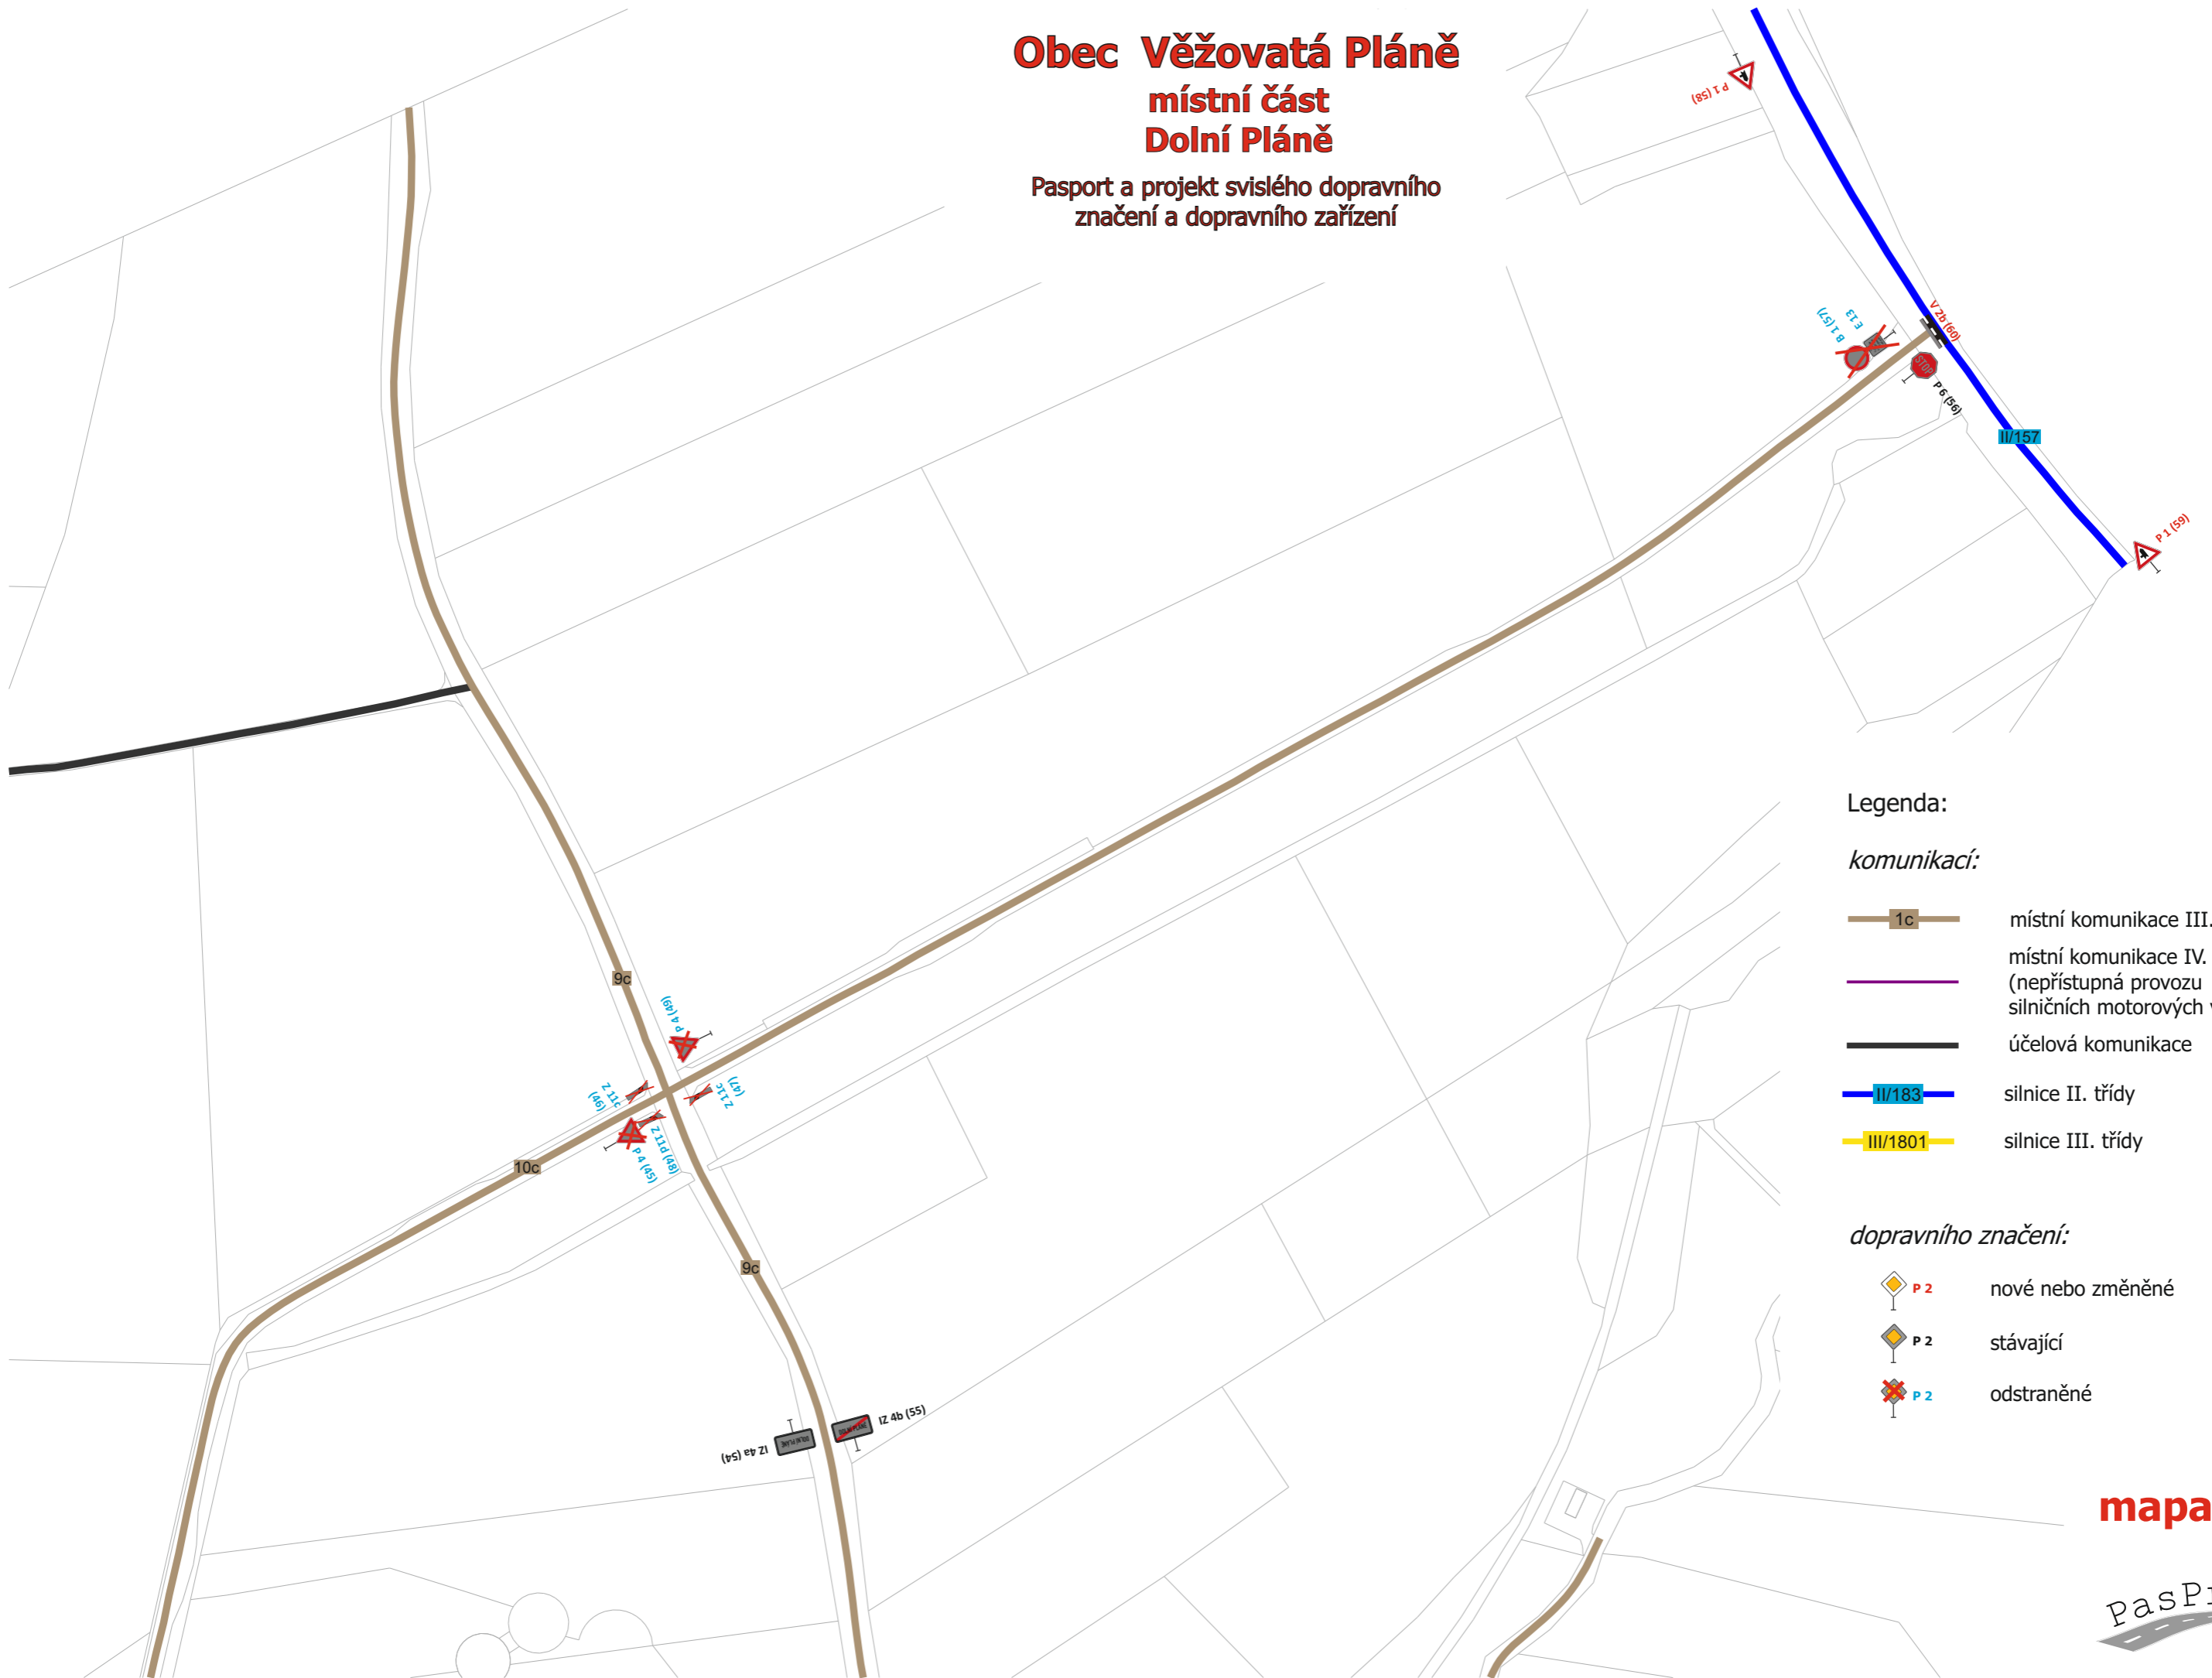 Obec Věžovatá Pláně
místní část
Dolní Pláně
Pasport a projekt svislého dopravního
značení a dopravního zařízení
P 1 (58)
V 2b (60)
E 13
B 1 (57)
STOP
P 6 (56)
II/157
P 1 (59)
9c
P 4 (49)
Z 11c
(46)
Z 11c
(47)
Z 11d (48)
P 4 (45)
10c
9c
IZ 4a (54)
DOLNÍ PLÁNĚ
IZ 4b (55)
Legenda:
komunikací:
1c místní komunikace III.
místní komunikace IV.
(nepřístupná provozu
silničních motorových
účelová komunikace
II/183 silnice II. třídy
III/1801 silnice III. třídy
dopravního značení:
P 2 nové nebo změněné
P 2 stávající
P 2 odstraněné
mapa
PasPr